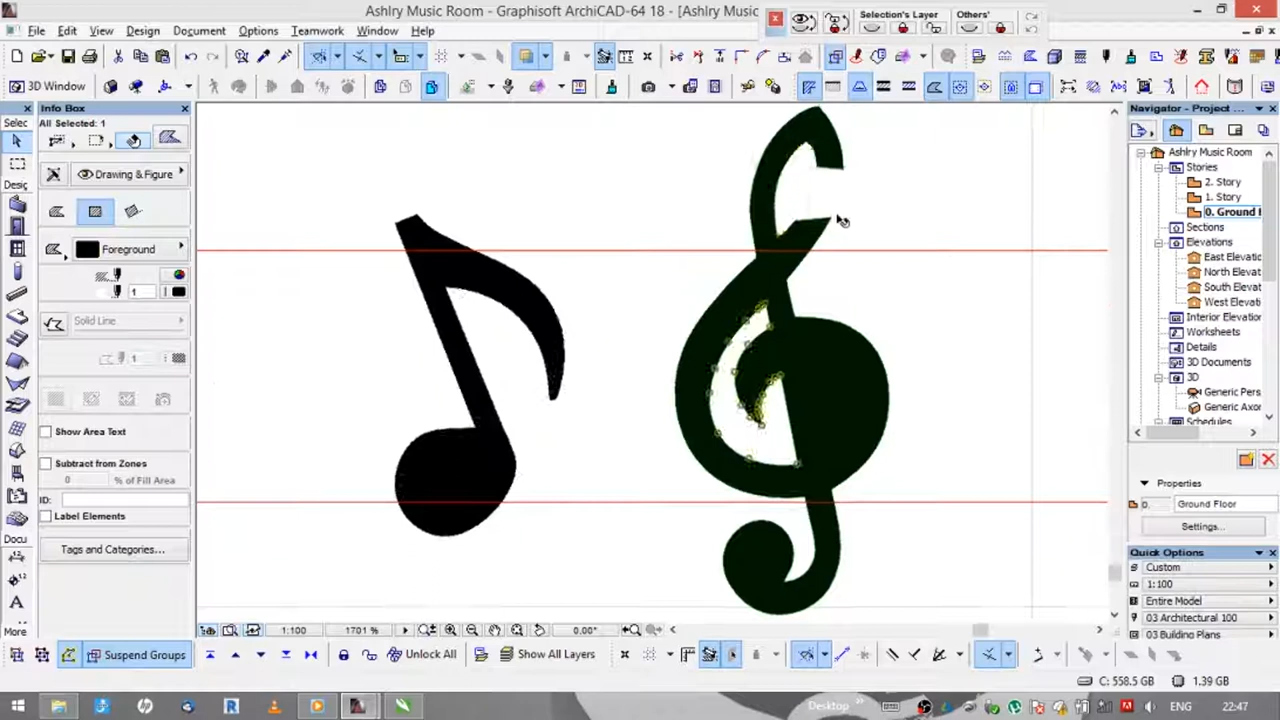 Ashlry Music Room - Graphisoft ArchiCAD-64 18 - [Ashlry Musi
Selection's Layer
Others'
File Edit View Design Document Options Teamwork Window Help
3D Window
Selec
Info Box
All Selected: 1
Desig
Drawing & Figure
Foreground
1
Solid Line
1
Show Area Text
Subtract from Zones
0 % of Fill Area
ID:
Label Elements
Tags and Categories...
Docu
More
Navigator - Project ...
Ashlry Music Room
Stories
2. Story
1. Story
0. Ground
Sections
Elevations
East Elevatio
North Elevat
South Elevat
West Elevati
Interior Elevation
Worksheets
Details
3D Documents
3D
Generic Pers
Generic Axor
Schedules
Properties
0.
Ground Floor
Settings...
Quick Options
Custom
1:100
Entire Model
03 Architectural 100
03 Building Plans
1:100
1701 %
0.00°
Suspend Groups
Unlock All
Show All Layers
C: 558.5 GB
1.39 GB
Desktop
ENG
22:47